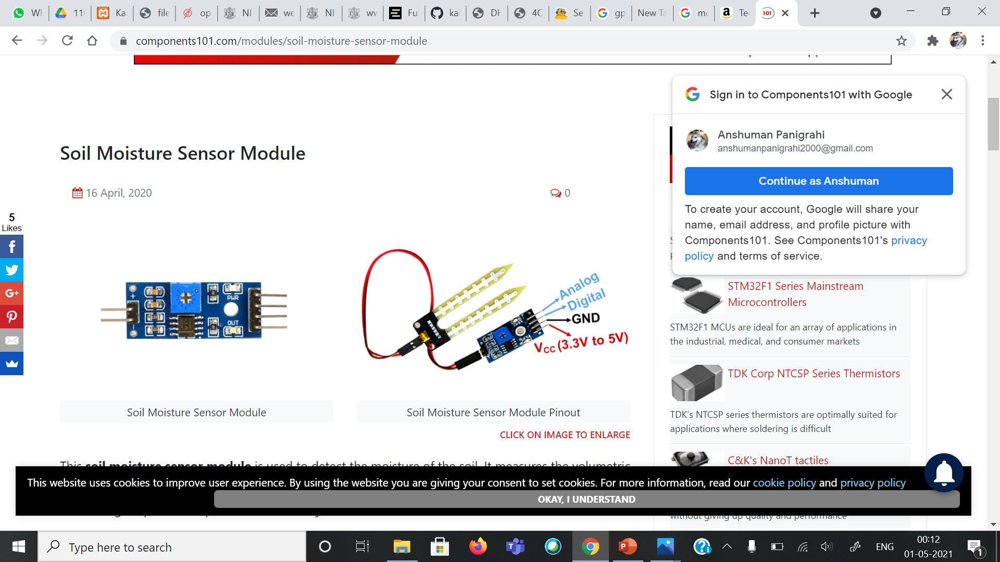 Wh
11(
Ka
file
op
NI
we
NI
wv
Fu
kal
DH
4C
Se
gp
New Ta
mc
Tec
101
components101.com/modules/soil-moisture-sensor-module
Sign in to Components101 with Google
Anshuman Panigrahi
anshumanpanigrahi2000@gmail.com
Continue as Anshuman
To create your account, Google will share your
name, email address, and profile picture with
Components101. See Components101's privacy
policy and terms of service.
Soil Moisture Sensor Module
16 April, 2020
0
5
Likes
G+
PWR
OUT
Analog
Digital
GND
VCC (3.3V to 5V)
Soil Moisture Sensor Module
Soil Moisture Sensor Module Pinout
CLICK ON IMAGE TO ENLARGE
This soil moisture sensor module is used to detect the moisture of the soil. It measures the volumetric
STM32F1 Series Mainstream
Microcontrollers
STM32F1 MCUs are ideal for an array of applications in
the industrial, medical, and consumer markets
TDK Corp NTCSP Series Thermistors
TDK's NTCSP series thermistors are optimally suited for
applications where soldering is difficult
C&K's NanoT tactiles
without giving up quality and performance
This website uses cookies to improve user experience. By using the website you are giving your consent to set cookies. For more information, read our cookie policy and privacy policy
OKAY, I UNDERSTAND
Type here to search
ENG
00:12
01-05-2021
1